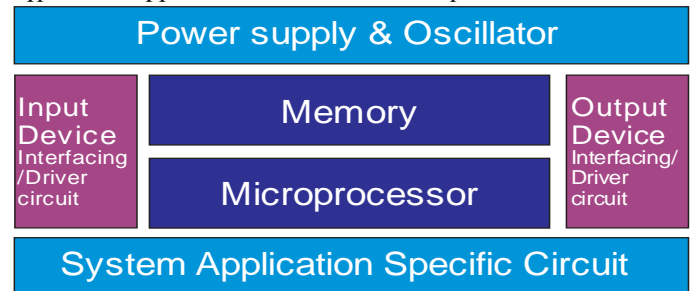 Power supply & Oscillator
Input
Device
Interfacing
/Driver
circuit
Memory
Microprocessor
Output
Device
Interfacing/
Driver
circuit
System Application Specific Circuit